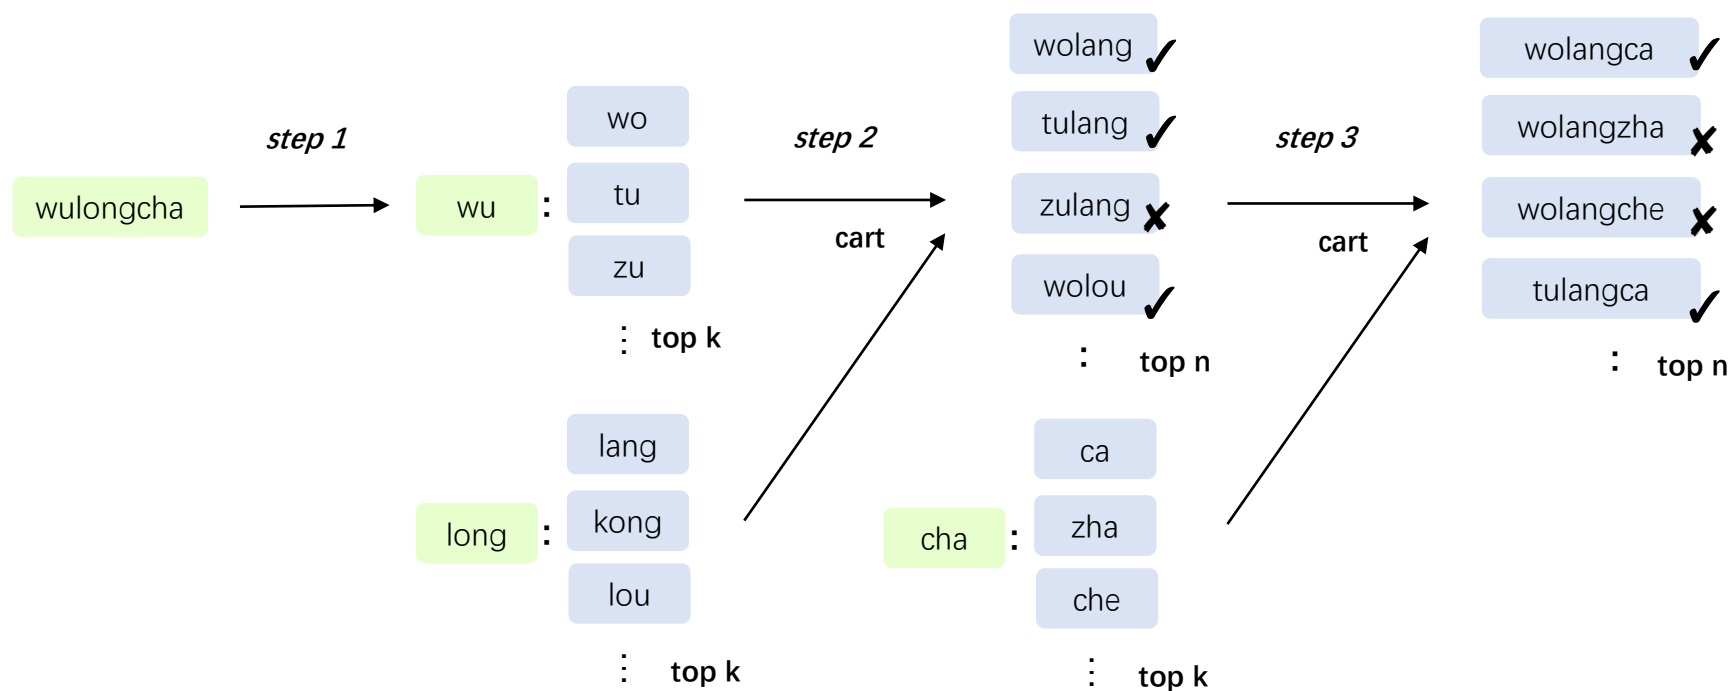 wulongcha
step 1
wu :
wo
tu
zu
⋮ top k
long :
lang
kong
lou
⋮ top k
step 2
cart
wolang ✓
tulang ✓
zulang ✘
wolou ✓
: top n
cha :
ca
zha
che
⋮ top k
step 3
cart
wolangca ✓
wolangzha ✘
wolangche ✘
tulangca ✓
: top n